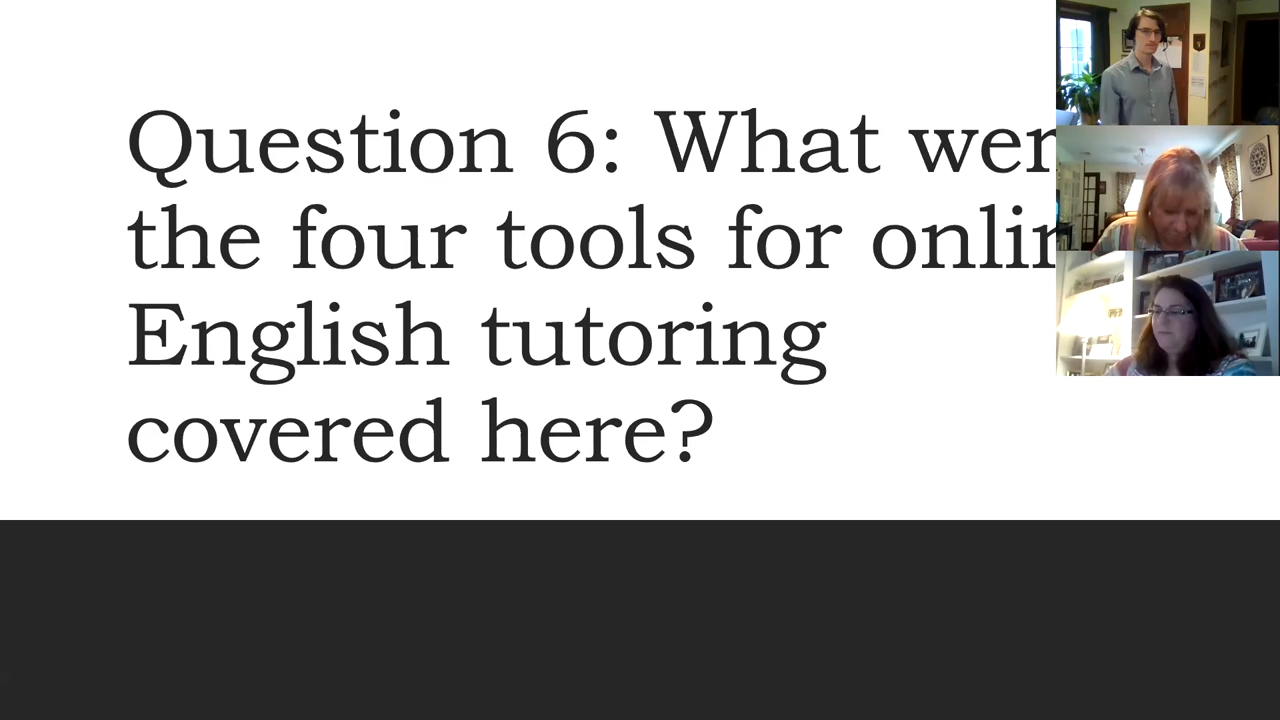 Question 6: What wer
the four tools for onlin
English tutoring
covered here?